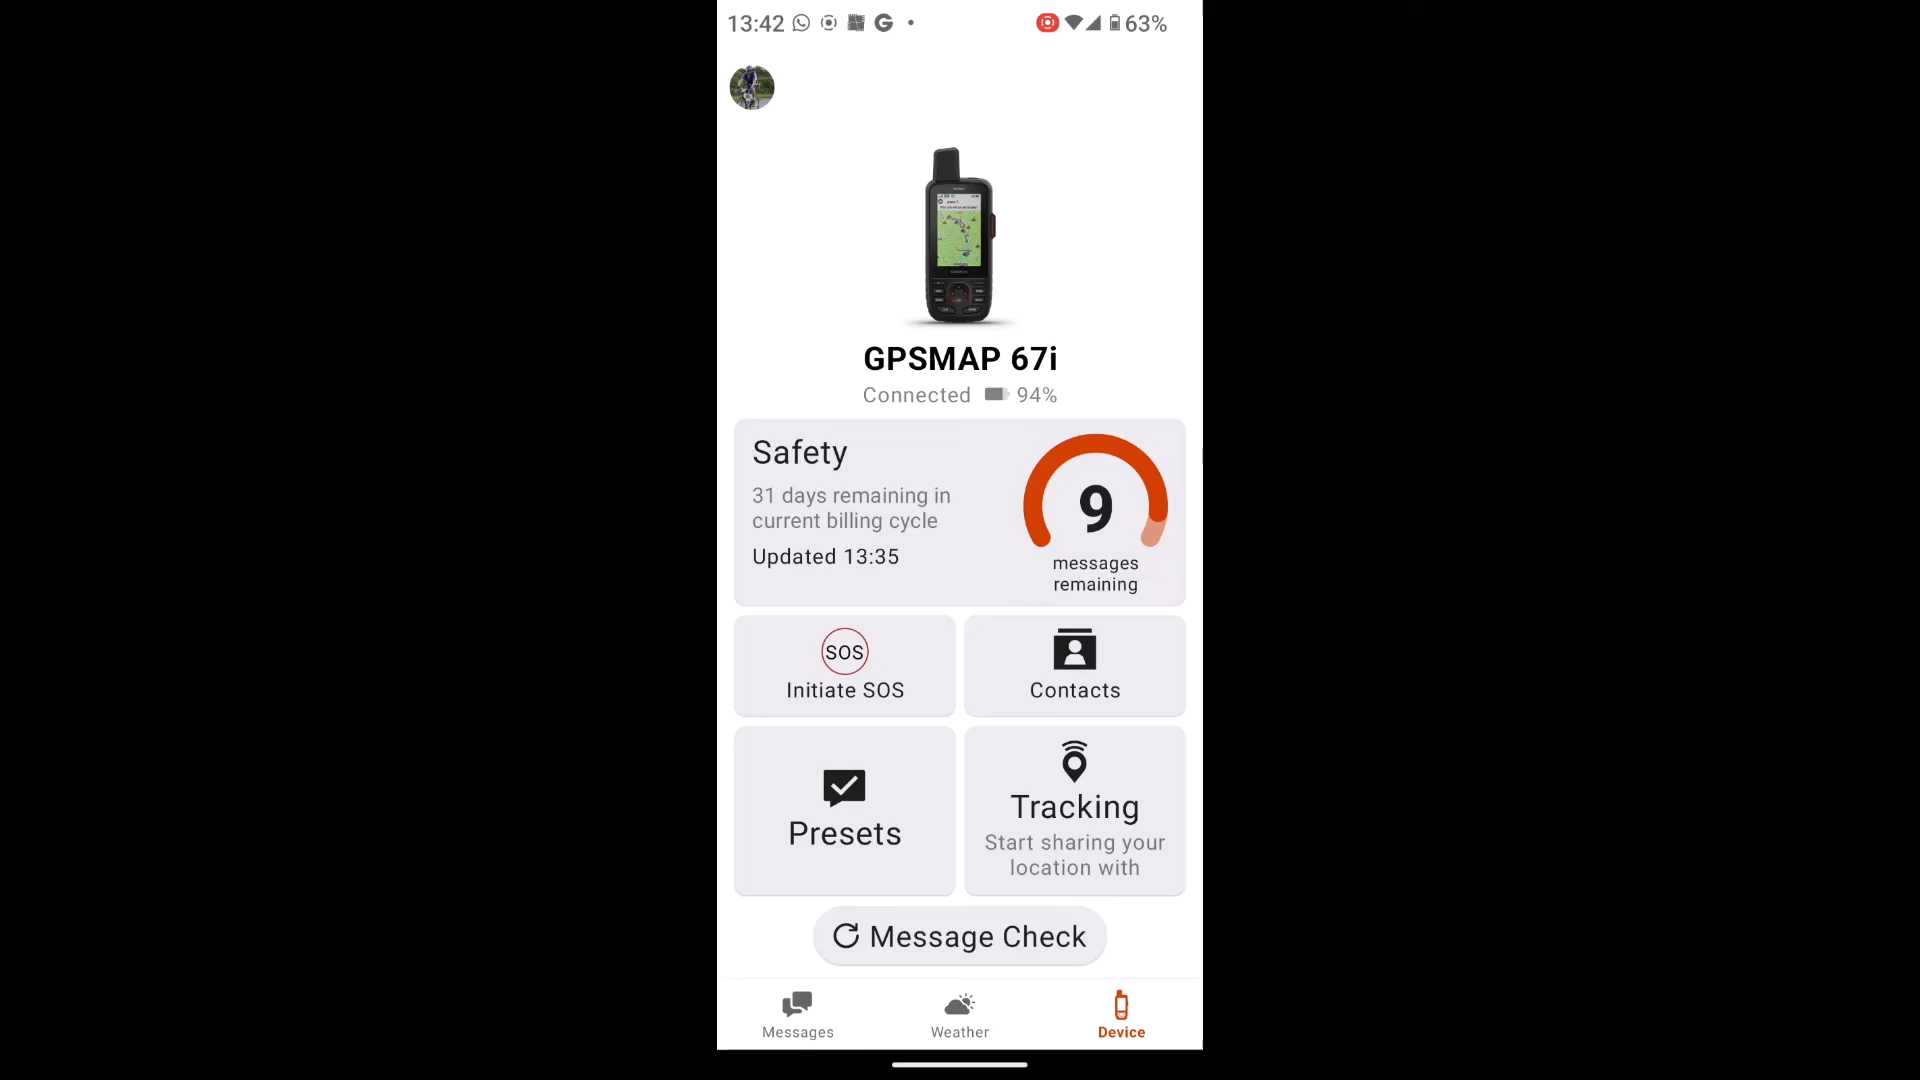 13:42 63%
GPSMAP 67i
Connected 94%
Safety
31 days remaining in
current billing cycle
Updated 13:35
9
messages
remaining
SOS
Initiate SOS
Contacts
Presets
Tracking
Start sharing your
location with
Message Check
Messages
Weather
Device